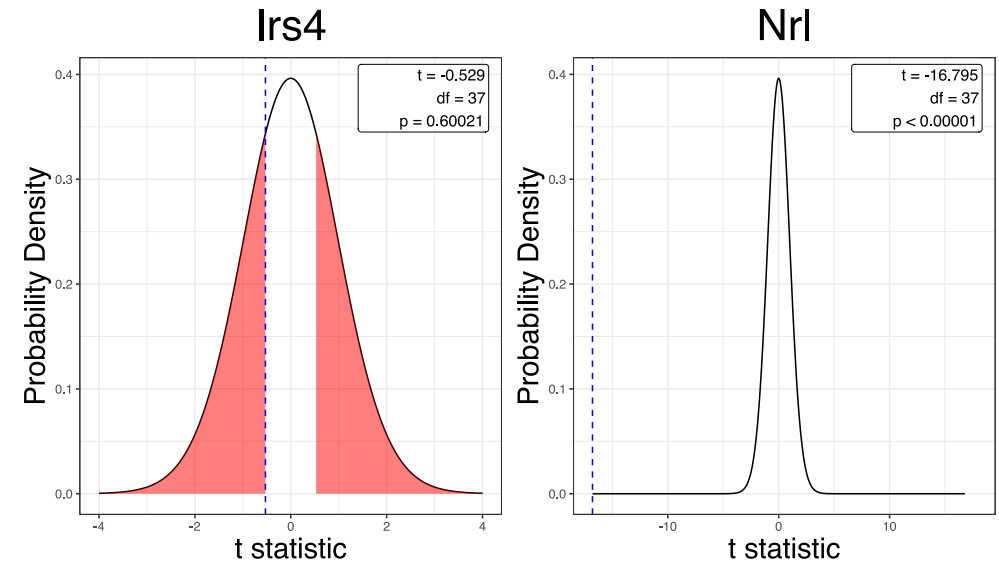 Irs4
t = -0.529
df = 37
p = 0.60021
Probability Density
0.4
0.3
0.2
0.1
0.0
-4
-2
0
2
4
t statistic
Nrl
t = -16.795
df = 37
p < 0.00001
Probability Density
0.4
0.3
0.2
0.1
0.0
-10
0
10
t statistic